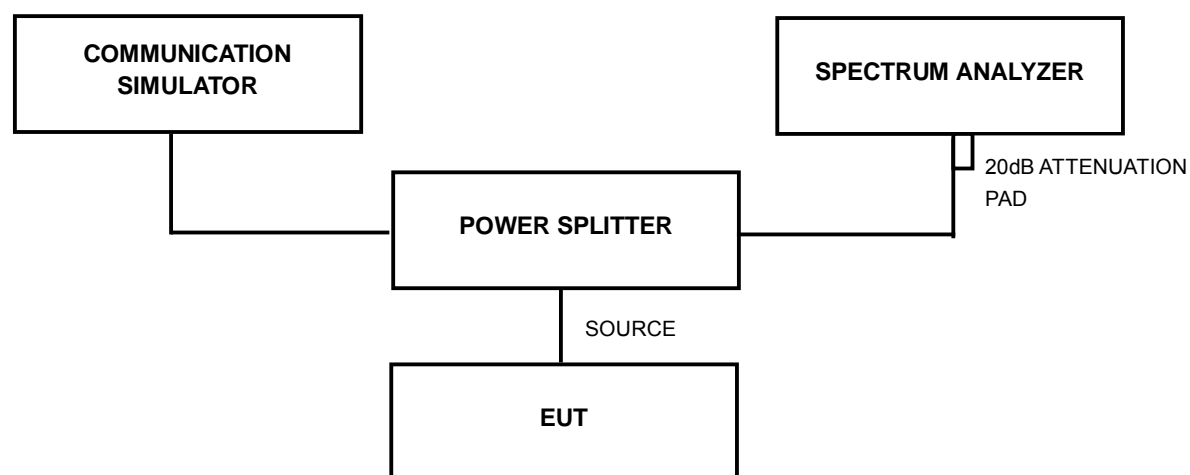 COMMUNICATION
SIMULATOR
SPECTRUM ANALYZER
20dB ATTENUATION
PAD
POWER SPLITTER
SOURCE
EUT